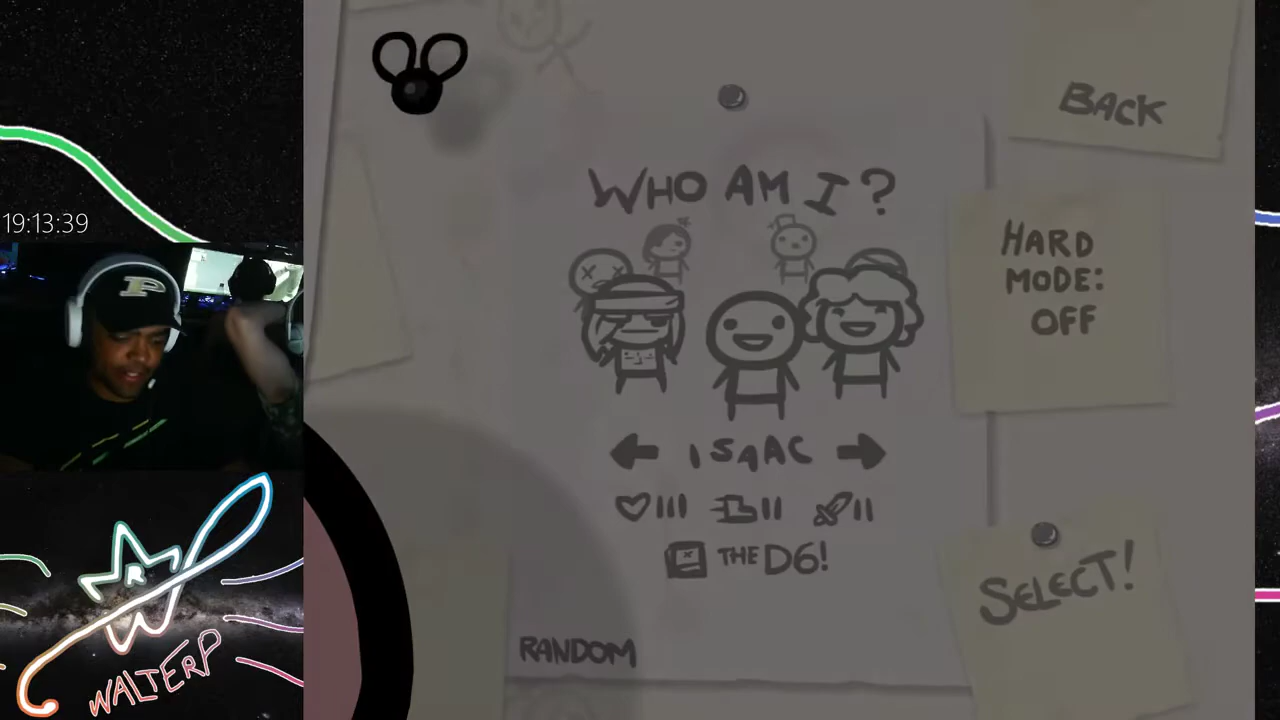 BACK
WHO AM I?
HARD
MODE:
OFF
19:13:39
P
ISAAC
THE D6!
SELECT!
RANDOM
R
W
WALTERP